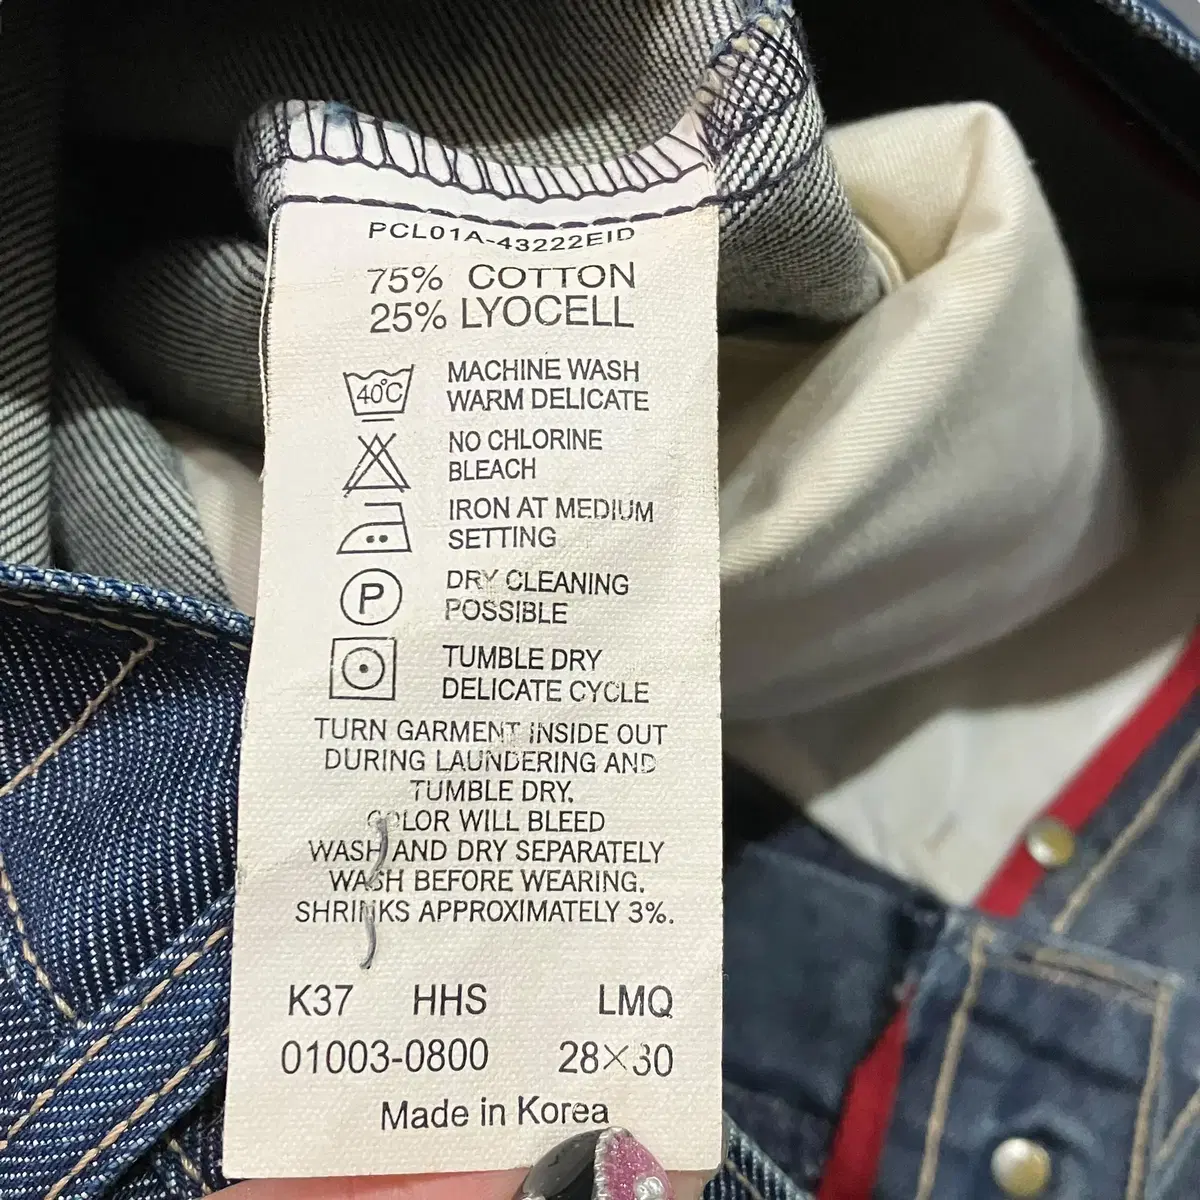 PCL01A-43222EID
75% COTTON
25% LYOCELL
40°C
MACHINE WASH
WARM DELICATE
NO CHLORINE
BLEACH
IRON AT MEDIUM
SETTING
P
DRY CLEANING
POSSIBLE
TUMBLE DRY
DELICATE CYCLE
TURN GARMENT INSIDE OUT
DURING LAUNDERING AND
TUMBLE DRY.
COLOR WILL BLEED
WASH AND DRY SEPARATELY
WASH BEFORE WEARING.
SHRINKS APPROXIMATELY 3%.
K37 HHS LMQ
01003-0800 28×30
Made in Korea